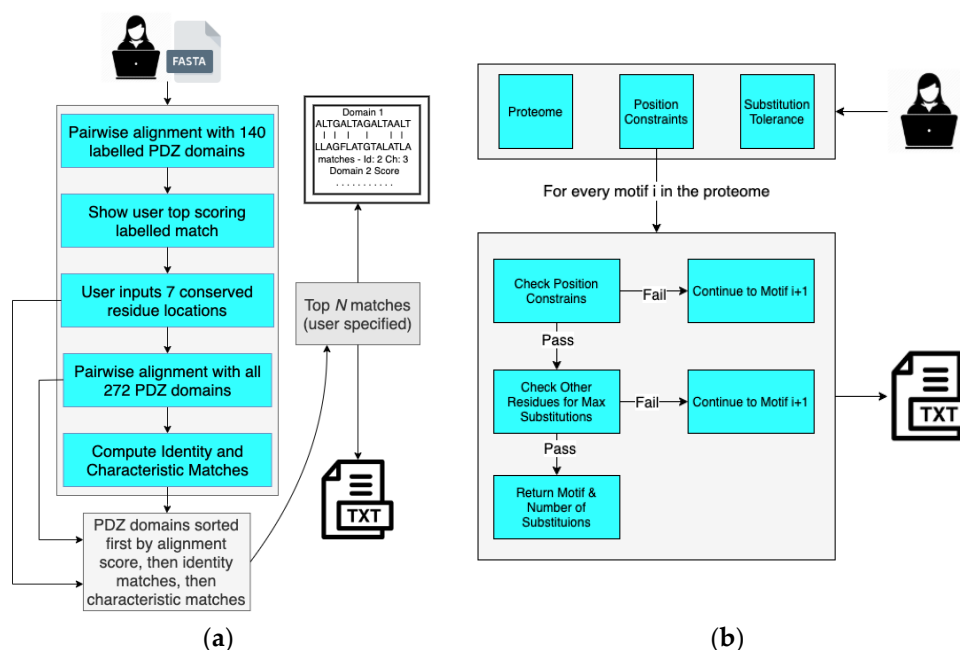 FASTA
Pairwise alignment with 140
labelled PDZ domains
Show user top scoring
labelled match
User inputs 7 conserved
residue locations
Pairwise alignment with all
272 PDZ domains
Compute Identity and
Characteristic Matches
PDZ domains sorted
first by alignment
score, then identity
matches, then
characteristic matches
Domain 1
ALTGALTAGALTAALT
LLAGFLATGTALATLA
matches - Id: 2 Ch: 3
Domain 2 Score
. . . . . . . . . . .
Top N matches
(user specified)
TXT
(a)
Proteome
Position
Constraints
Substitution
Tolerance
For every motif i in the proteome
Check Position
Constrains
Fail
Continue to Motif i+1
Pass
Check Other
Residues for Max
Substitutions
Fail
Continue to Motif i+1
Pass
Return Motif &
Number of
Substituions
TXT
(b)